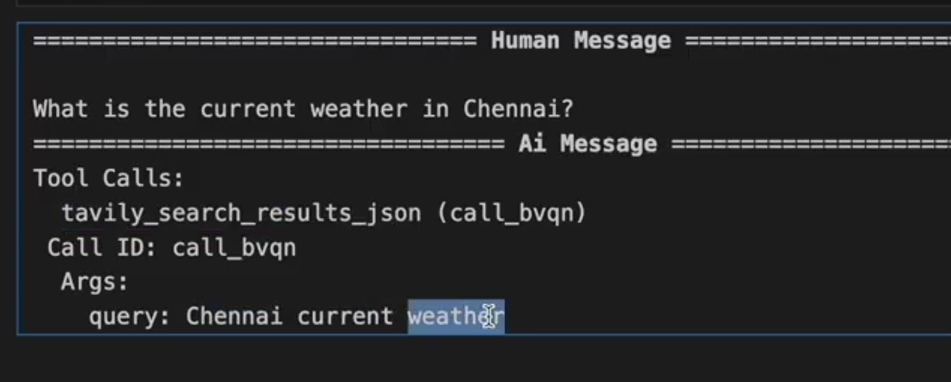 ================================ Human Message =================
What is the current weather in Chennai?
================================== Ai Message ==================
Tool Calls:
tavily_search_results_json (call_bvqn)
Call ID: call_bvqn
Args:
query: Chennai current weather